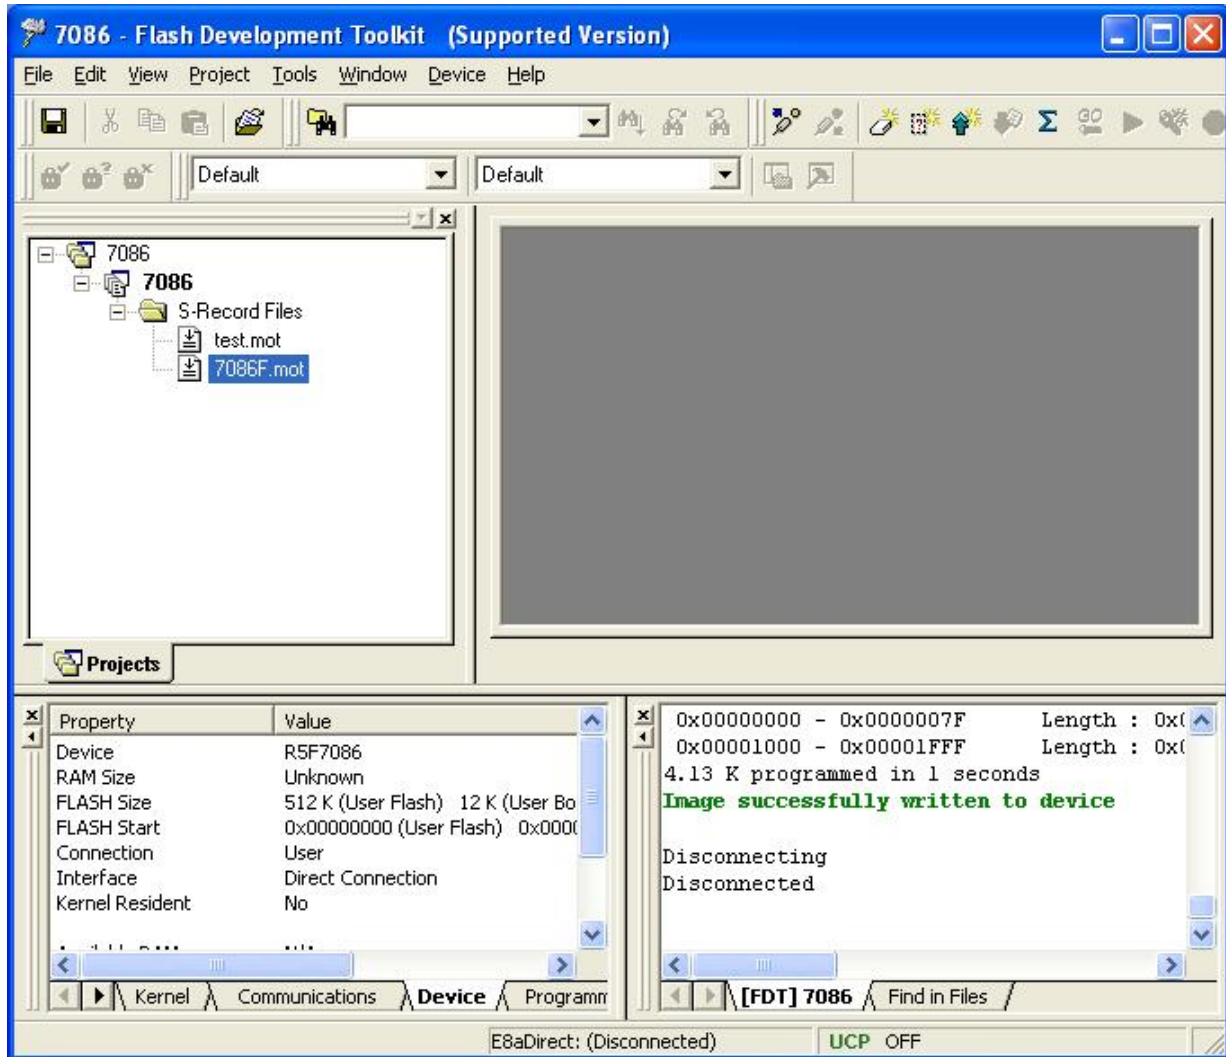 7086 - Flash Development Toolkit (Supported Version)
File Edit View Project Tools Window Device Help
Default Default
7086
7086
S-Record Files
test.mot
7086F.mot
Projects
Property Value
Device R5F7086
RAM Size Unknown
FLASH Size 512 K (User Flash) 12 K (User Bo
FLASH Start 0x00000000 (User Flash) 0x000(
Connection User
Interface Direct Connection
Kernel Resident No
Kernel Communications Device Programm
0x00000000 - 0x0000007F Length : 0x(
0x00001000 - 0x00001FFF Length : 0x(
4.13 K programmed in 1 seconds
Image successfully written to device
Disconnecting
Disconnected
[FDT] 7086 Find in Files
E8aDirect: (Disconnected) UCP OFF